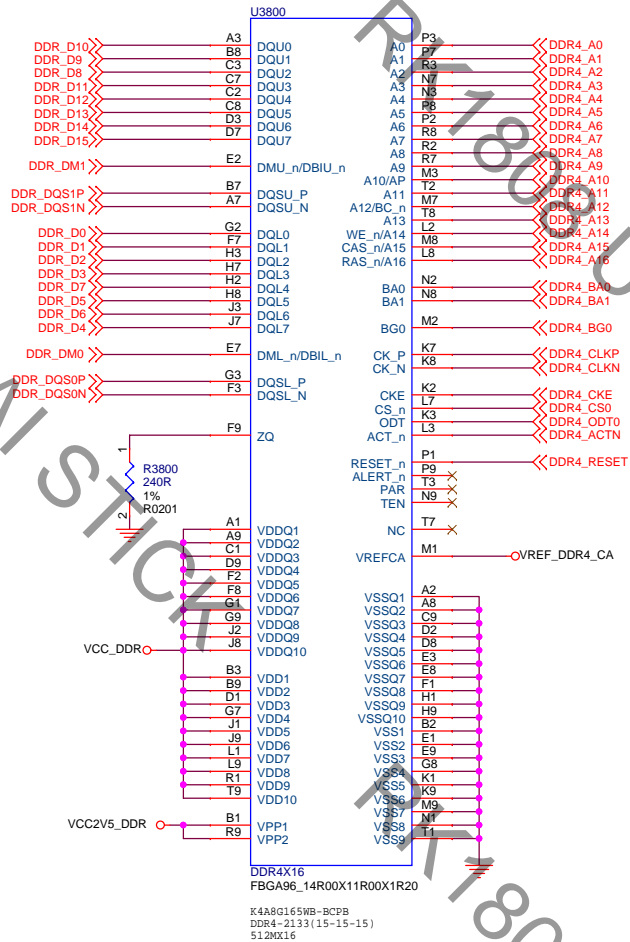 U3800
DDR_D10 A3 DQU0 A0 P3 DDR4_A0
DDR_D9 B8 DQU1 A1 P7 DDR4_A1
DDR_D8 C3 DQU2 A2 R3 DDR4_A2
DDR_D11 C7 DQU3 A3 N7 DDR4_A3
DDR_D12 C2 DQU4 A4 N3 DDR4_A4
DDR_D13 C8 DQU5 A5 P8 DDR4_A5
DDR_D14 D3 DQU6 A6 P2 DDR4_A6
DDR_D15 D7 DQU7 A7 R8 DDR4_A7
A8 R2 DDR4_A8
DDR_DM1 E2 DMU_n/DBIU_n A9 R7 DDR4_A9
A10/AP M3 DDR4_A10
DDR_DQS1P B7 DQSU_P A11 T2 DDR4_A11
DDR_DQS1N A7 DQSU_N A12/BC_n M7 DDR4_A12
A13 T8 DDR4_A13
DDR_D0 G2 DQL0 WE_n/A14 L2 DDR4_A14
DDR_D1 F7 DQL1 CAS_n/A15 M8 DDR4_A15
DDR_D2 H3 DQL2 RAS_n/A16 L8 DDR4_A16
DDR_D3 H7 DQL3
DDR_D7 H2 DQL4 BA0 N2 DDR4_BA0
DDR_D5 H8 DQL5 BA1 N8 DDR4_BA1
DDR_D6 J3 DQL6
DDR_D4 J7 DQL7 BG0 M2 DDR4_BG0
DDR_DM0 E7 DML_n/DBIL_n CK_P K7 DDR4_CLKP
CK_N K8 DDR4_CLKN
DDR_DQS0P G3 DQSL_P
DDR_DQS0N F3 DQSL_N CKE K2 DDR4_CKE
CS_n L7 DDR4_CS0
ODT K3 DDR4_ODT0
F9 ZQ ACT_n L3 DDR4_ACTN
1
R3800
240R
1%
R0201
2
RESET_n P1 DDR4_RESET
ALERT_n P9
PAR T3
TEN N9
A1 VDDQ1 NC T7
A9 VDDQ2
C1 VDDQ3 VREFCA M1 VREF_DDR4_CA
D9 VDDQ4
F2 VDDQ5
F8 VDDQ6 VSSQ1 A2
G1 VDDQ7 VSSQ2 A8
G9 VDDQ8 VSSQ3 C9
J2 VDDQ9 VSSQ4 D2
VCC_DDR J8 VDDQ10 VSSQ5 D8
VSSQ6 E3
B3 VDD1 VSSQ7 E8
B9 VDD2 VSSQ8 F1
D1 VDD3 VSSQ9 H1
G7 VDD4 VSSQ10 H9
J1 VDD5 VSS1 B2
J9 VDD6 VSS2 E1
L1 VDD7 VSS3 E9
L9 VDD8 VSS4 G8
R1 VDD9 VSS5 K1
T9 VDD10 VSS6 K9
VSS7 M9
VCC2V5_DDR B1 VPP1 VSS8 N1
R9 VPP2 VSS9 T1
DDR4X16
FBGA96_14R00X11R00X1R20
K4A8G165WB-BCPB
DDR4-2133(15-15-15)
512MX16
RK1808 U
NI STICK
RK180